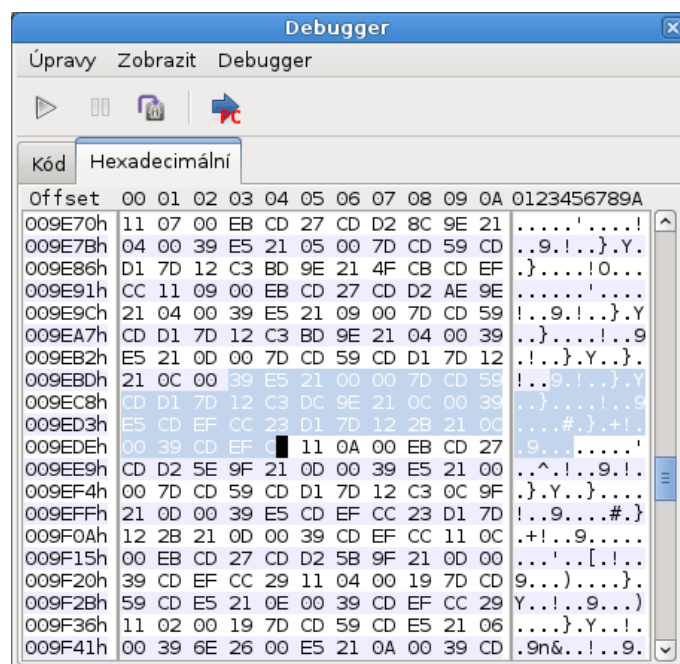 Debugger
Úpravy Zobrazit Debugger
PC
Kód Hexadecimální
Offset 00 01 02 03 04 05 06 07 08 09 0A 0123456789A
009E70h 11 07 00 EB CD 27 CD D2 8C 9E 21 .....'....!
009E7Bh 04 00 39 E5 21 05 00 7D CD 59 CD ..9.!..}.Y.
009E86h D1 7D 12 C3 BD 9E 21 4F CB CD EF .}....!O...
009E91h CC 11 09 00 EB CD 27 CD D2 AE 9E ......'....
009E9Ch 21 04 00 39 E5 21 09 00 7D CD 59 !..9.!..}.Y
009EA7h CD D1 7D 12 C3 BD 9E 21 04 00 39 ..}....!..9
009EB2h E5 21 0D 00 7D CD 59 CD D1 7D 12 .!..}.Y..}.
009EBDh 21 0C 00 39 E5 21 00 00 7D CD 59 !..9.!..}.Y
009EC8h CD D1 7D 12 C3 DC 9E 21 0C 00 39 ..}....!..9
009ED3h E5 CD EF CC 23 D1 7D 12 2B 21 0C ....#.}.+!.
009EDEh 00 39 CD EF C 11 0A 00 EB CD 27 .9........'
009EE9h CD D2 5E 9F 21 0D 00 39 E5 21 00 ..^.!..9.!.
009EF4h 00 7D CD 59 CD D1 7D 12 C3 0C 9F .}.Y..}....
009EFFh 21 0D 00 39 E5 CD EF CC 23 D1 7D !..9....#.}
009F0Ah 12 2B 21 0D 00 39 CD EF CC 11 0C .+!..9.....
009F15h 00 EB CD 27 CD D2 5B 9F 21 0D 00 ...'..[.!..
009F20h 39 CD EF CC 29 11 04 00 19 7D CD 9...)....}.
009F2Bh 59 CD E5 21 0E 00 39 CD EF CC 29 Y..!..9...)
009F36h 11 02 00 19 7D CD 59 CD E5 21 06 ....}.Y..!.
009F41h 00 39 6E 26 00 E5 21 0A 00 39 CD .9n&..!..9.